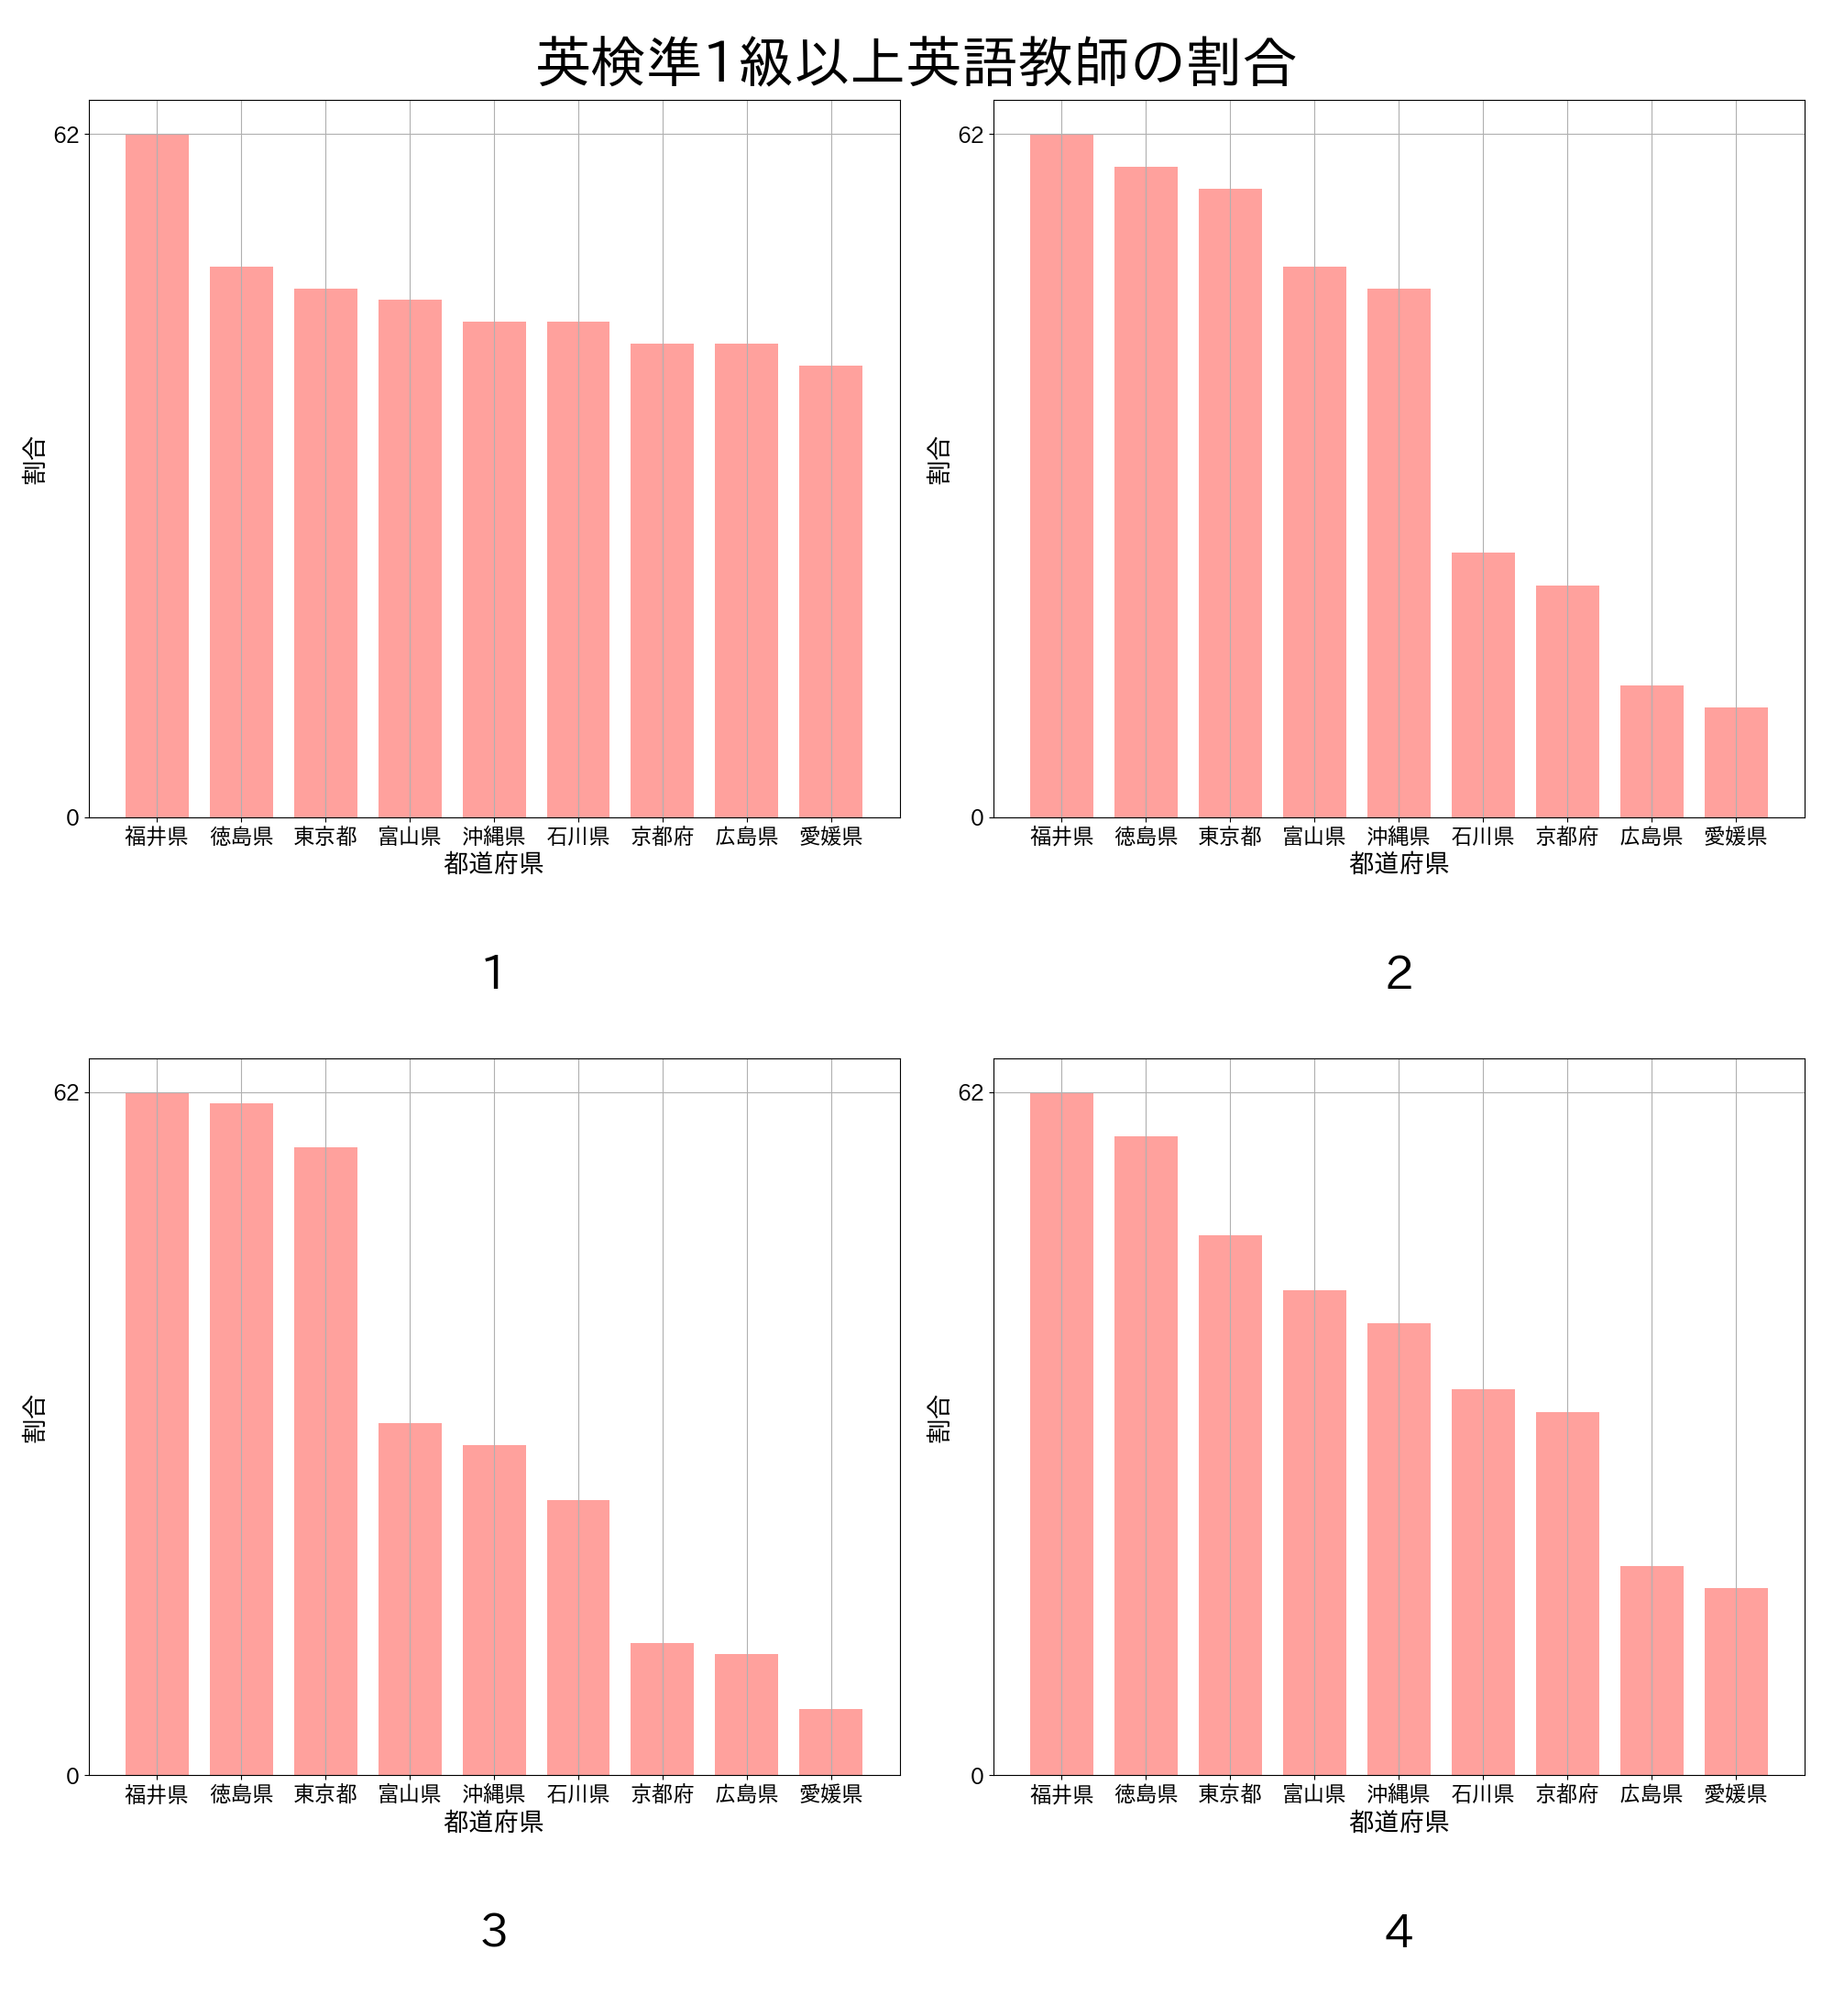 英検準1級以上英語教師の割合
62
0
割合
福井県 徳島県 東京都 富山県 沖縄県 石川県 京都府 広島県 愛媛県
都道府県
1
62
0
割合
福井県 徳島県 東京都 富山県 沖縄県 石川県 京都府 広島県 愛媛県
都道府県
2
62
0
割合
福井県 徳島県 東京都 富山県 沖縄県 石川県 京都府 広島県 愛媛県
都道府県
3
62
0
割合
福井県 徳島県 東京都 富山県 沖縄県 石川県 京都府 広島県 愛媛県
都道府県
4